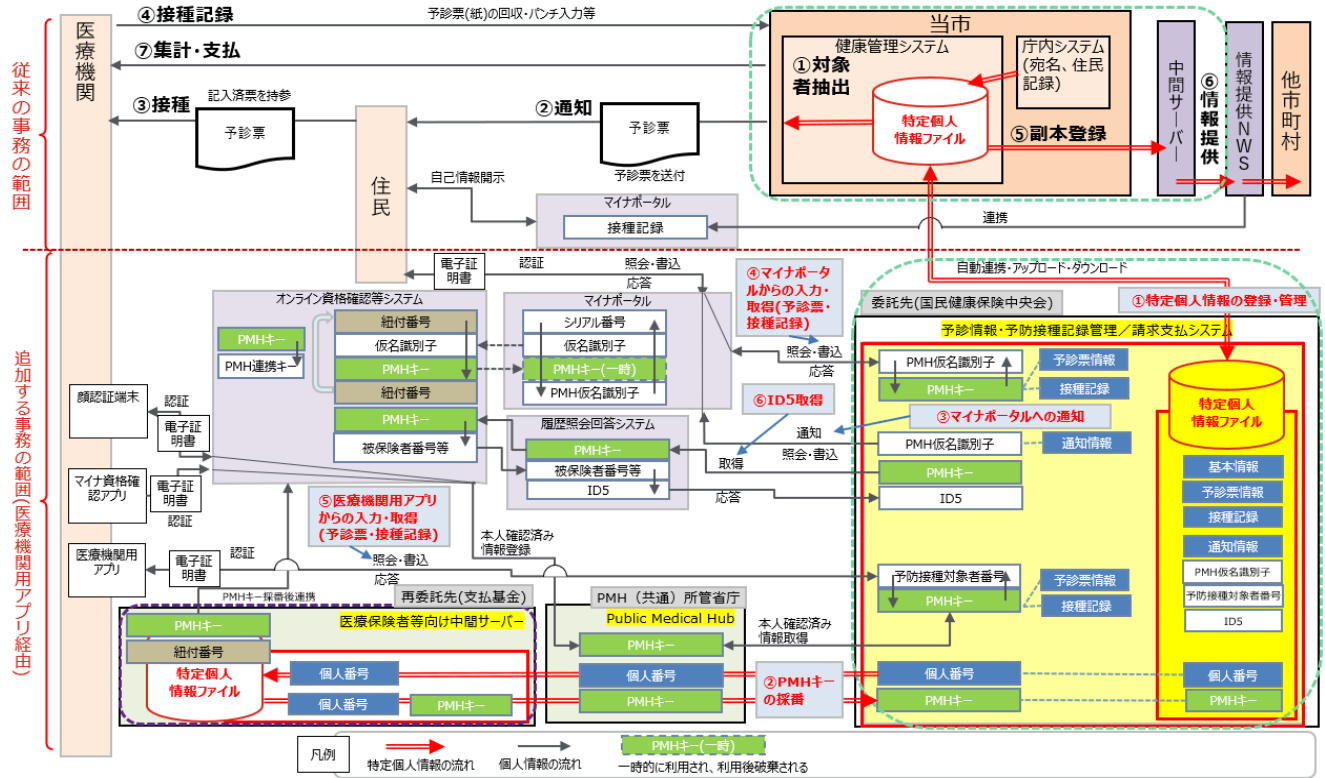 従来の事務の範囲
医療機関
④接種記録
予診票(紙)の回収・パンチ入力等
⑦集計・支払
③接種
記入済票を持参
予診票
住民
②通知
予診票
予診票を送付
自己情報開示
マイナポータル
接種記録
連携
当市
健康管理システム
①対象
者抽出
特定個人
情報ファイル
庁内システム
(宛名、住民
記録)
⑤副本登録
中間サーバー
⑥情報提供
情報提供NWS
他市町村
追加する事務の範囲(医療機関用アプリ経由)
電子証
明書
認証
照会・書込
応答
④マイナポータ
ルからの入力・
取得(予診票・
接種記録)
自動連携・アップロード・ダウンロード
①特定個人情報の登録・管理
委託先(国民健康保険中央会)
予診情報・予防接種記録管理／請求支払システム
オンライン資格確認等システム
PMHキー
PMH連携キー
紐付番号
仮名識別子
PMHキー
紐付番号
PMHキー
被保険者番号等
マイナポータル
シリアル番号
仮名識別子
PMHキー(一時)
PMH仮名識別子
照会・書込
応答
PMH仮名識別子
PMHキー
予診票情報
接種記録
特定個人
情報ファイル
⑥ID5取得
③マイナポータルへの通知
履歴照会回答システム
PMHキー
被保険者番号等
ID5
通知
照会・書込
取得
応答
PMH仮名識別子
通知情報
PMHキー
ID5
基本情報
予診票情報
接種記録
通知情報
PMH仮名識別子
予防接種対象者番号
ID5
個人番号
PMHキー
顔認証端末
認証
電子証
明書
マイナ資格確
認アプリ
電子証
明書
認証
⑤医療機関用アプリ
からの入力・取得
(予診票・接種記録)
本人確認済み
情報登録
医療機関用
アプリ
電子証
明書
認証
照会・書込
応答
予防接種対象者番号
PMHキー
予診票情報
接種記録
PMHキー採番後連携
再委託先(支払基金)
医療保険者等向け中間サーバー
PMHキー
紐付番号
特定個人
情報ファイル
個人番号
個人番号
PMHキー
PMH（共通）所管省庁
Public Medical Hub
PMHキー
個人番号
PMHキー
本人確認済み
情報取得
②PMHキー
の採番
個人番号
PMHキー
凡例
特定個人情報の流れ
個人情報の流れ
PMHキー(一時)
一時的に利用され、利用後破棄される